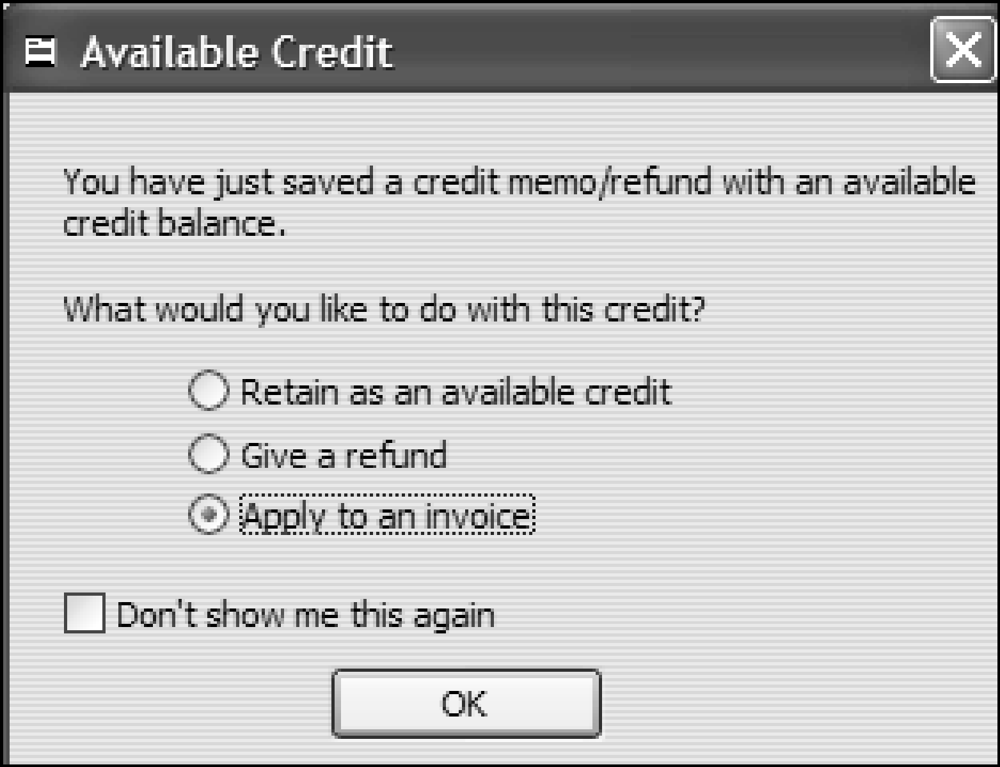 Available Credit
You have just saved a credit memo/refund with an available
credit balance.
What would you like to do with this credit?
Retain as an available credit
Give a refund
Apply to an invoice
Don't show me this again
OK